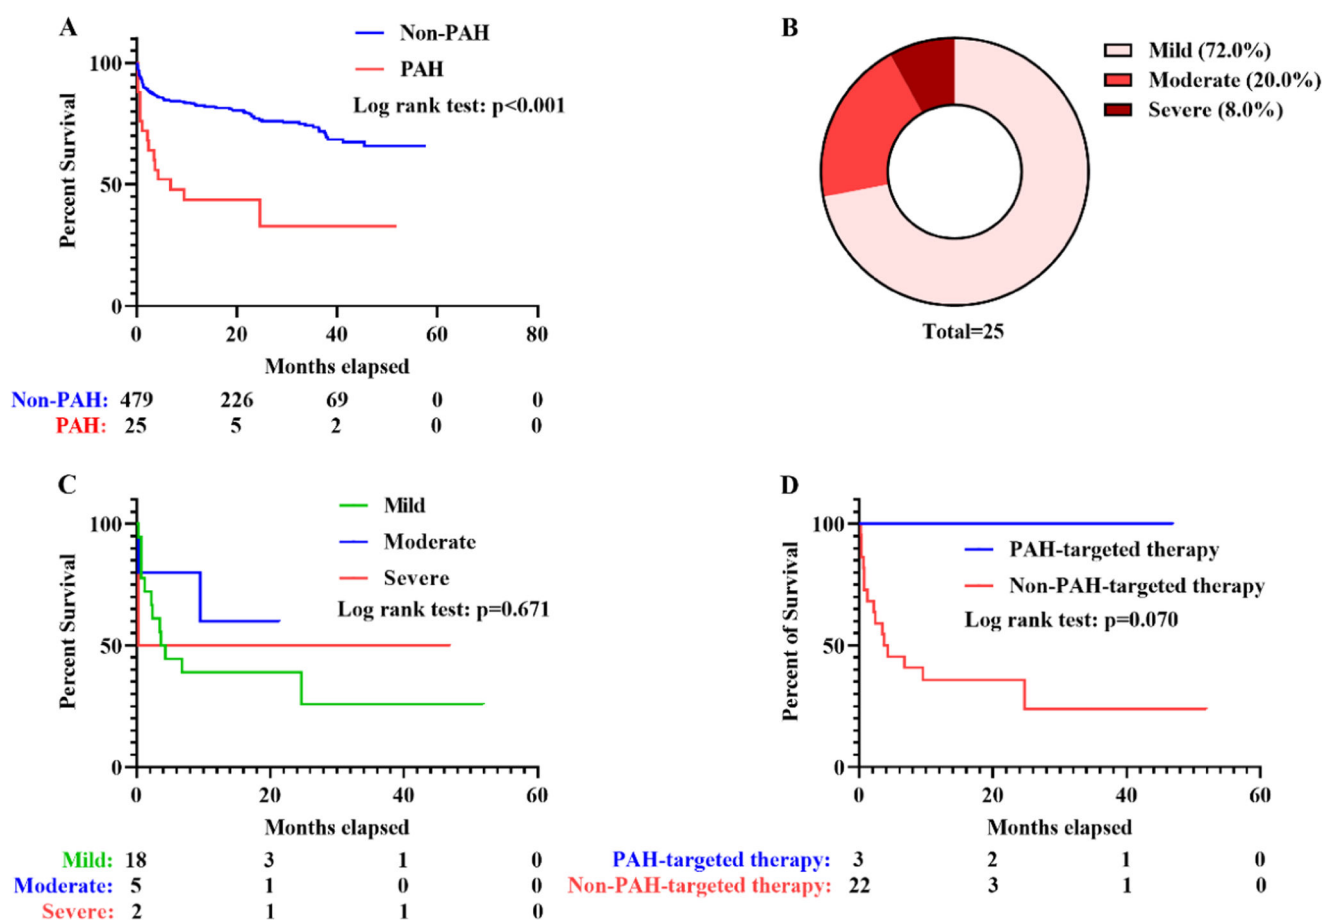 A
Non-PAH
PAH
Log rank test: p<0.001
Percent Survival
100
50
0
0 20 40 60 80
Months elapsed
Non-PAH: 479 226 69 0 0
PAH: 25 5 2 0 0
B
Mild (72.0%)
Moderate (20.0%)
Severe (8.0%)
Total=25
C
Mild
Moderate
Severe
Log rank test: p=0.671
Percent Survival
100
50
0
0 20 40 60
Months elapsed
Mild: 18 3 1 0
Moderate: 5 1 0 0
Severe: 2 1 1 0
D
PAH-targeted therapy
Non-PAH-targeted therapy
Log rank test: p=0.070
Percent of Survival
100
50
0
0 20 40 60
Months elapsed
PAH-targeted therapy: 3 2 1 0
Non-PAH-targeted therapy: 22 3 1 0